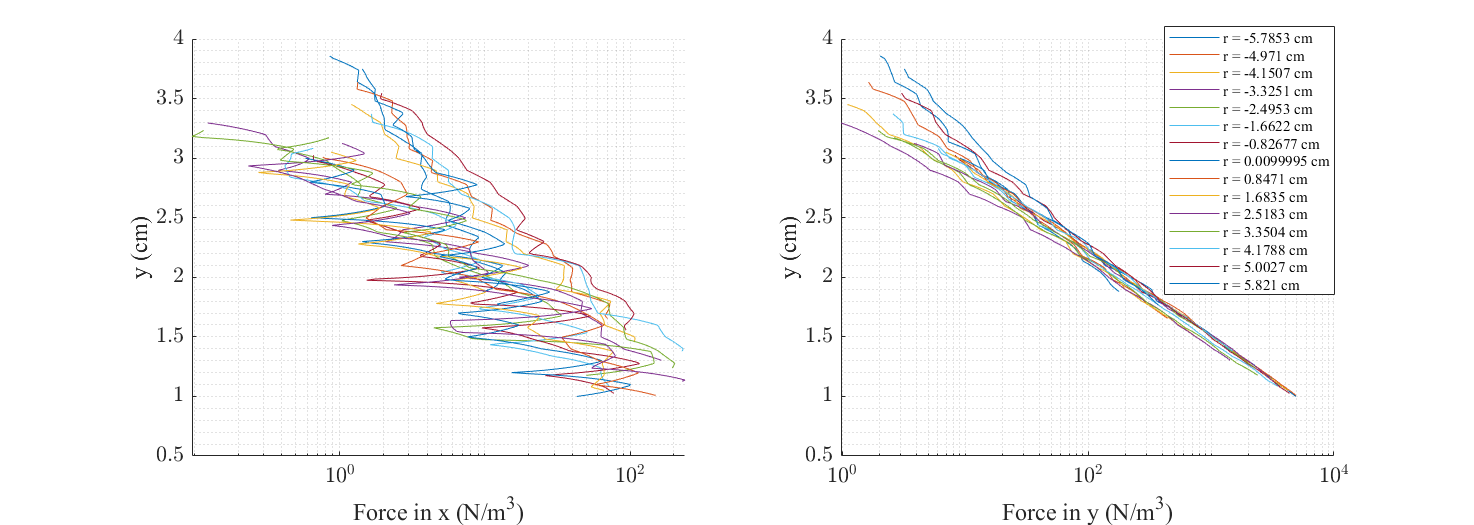 4
3.5
3
2.5
2
1.5
1
0.5
y (cm)
10^0
10^2
Force in x (N/m^3)
4
3.5
3
2.5
2
1.5
1
0.5
y (cm)
10^0
10^2
10^4
Force in y (N/m^3)
r = -5.7853 cm
r = -4.971 cm
r = -4.1507 cm
r = -3.3251 cm
r = -2.4953 cm
r = -1.6622 cm
r = -0.82677 cm
r = 0.0099995 cm
r = 0.8471 cm
r = 1.6835 cm
r = 2.5183 cm
r = 3.3504 cm
r = 4.1788 cm
r = 5.0027 cm
r = 5.821 cm